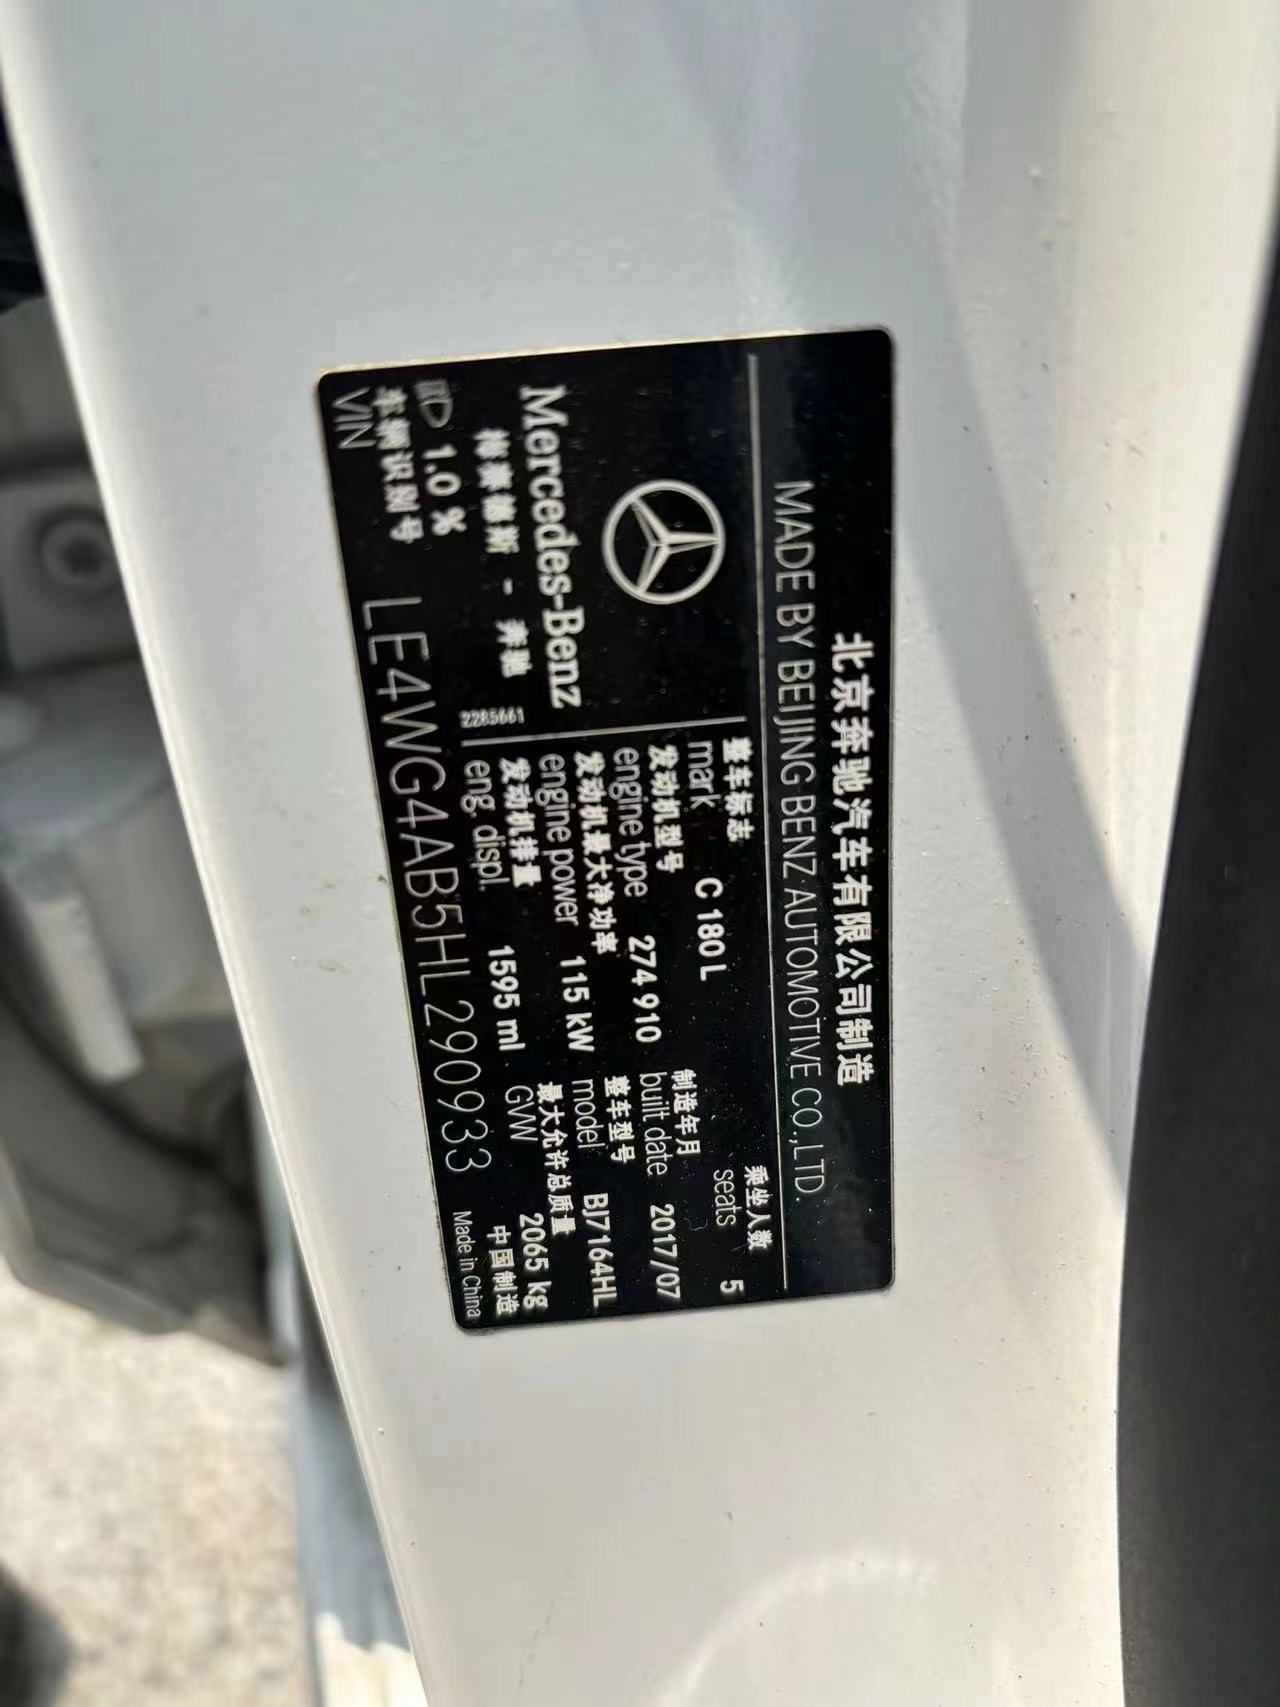 北京奔驰汽车有限公司制造
MADE BY BEIJING BENZ AUTOMOTIVE CO.,LTD.
Mercedes-Benz
梅赛德斯 - 奔驰
2285661
乘坐人数
seats 5
整车标志
mark C 180 L
制造年月
built date 2017/07
发动机型号
engine type 274 910
整车型号
model BJ7164HL
发动机最大净功率
engine power 115 kW
最大允许总质量
GVW 2065 kg
发动机排量
eng. displ. 1595 ml
中国制造
Made in China
1.0 %
车辆识别号
VIN LE4WG4AB5HL290933